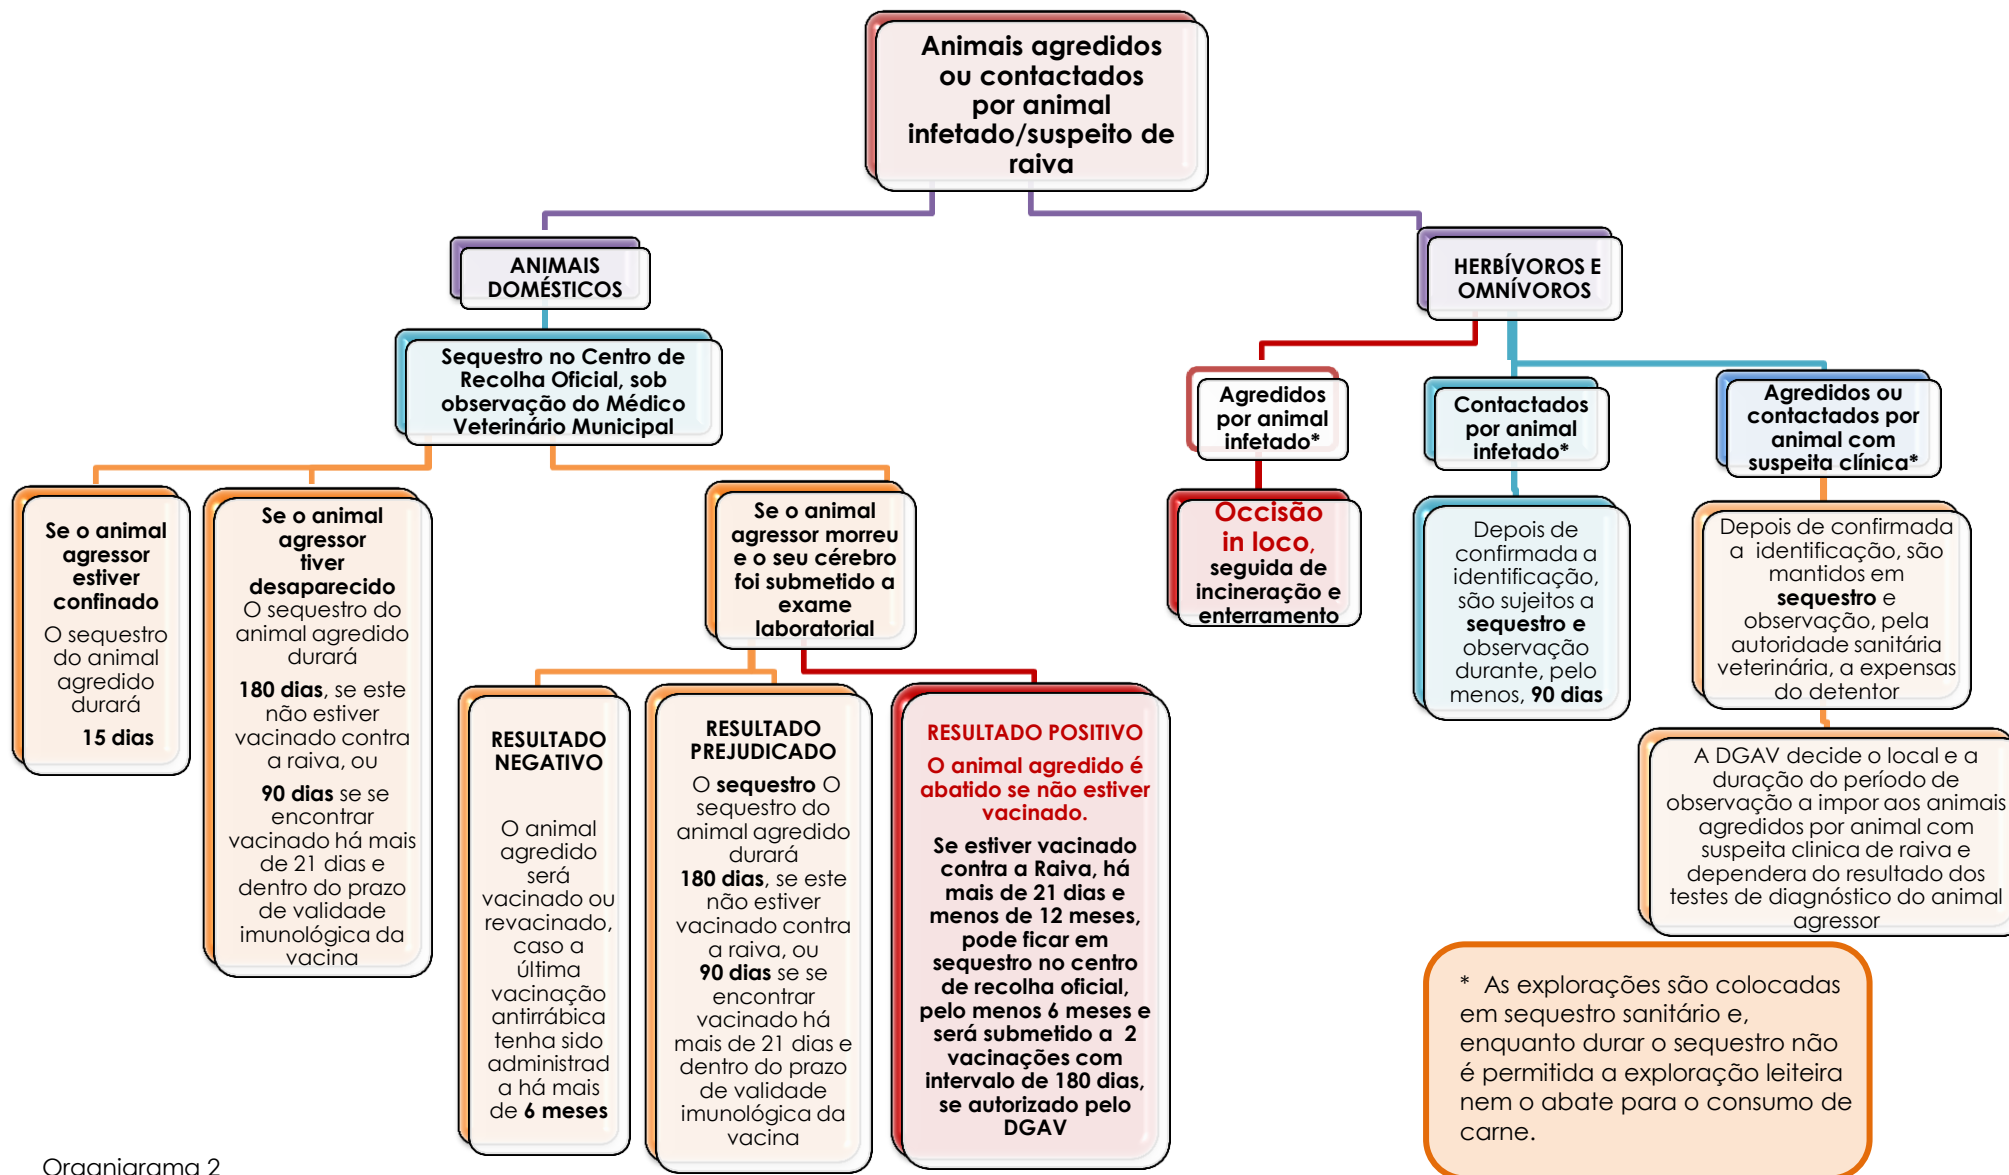 Animais agredidos
ou contactados
por animal
infetado/suspeito de
raiva
ANIMAIS
DOMÉSTICOS
HERBÍVOROS E
OMNÍVOROS
Sequestro no Centro de
Recolha Oficial, sob
observação do Médico
Veterinário Municipal
Agredidos
por animal
infetado*
Contactados
por animal
infetado*
Agredidos ou
contactados por
animal com
suspeita clínica*
Se o animal
agressor
estiver
confinado
O sequestro
do animal
agredido
durará
15 dias
Se o animal
agressor
tiver
desaparecido
O sequestro do
animal agredido
durará
180 dias, se este
não estiver
vacinado contra
a raiva, ou
90 dias se se
encontrar
vacinado há mais
de 21 dias e
dentro do prazo
de validade
imunológica da
vacina
Se o animal
agressor morreu
e o seu cérebro
foi submetido a
exame
laboratorial
Occisão
in loco,
seguida de
incineração e
enterramento
Depois de
confirmada a
identificação,
são sujeitos a
sequestro e
observação
durante, pelo
menos, 90 dias
Depois de confirmada
a identificação, são
mantidos em
sequestro e
observação, pela
autoridade sanitária
veterinária, a expensas
do detentor
RESULTADO
NEGATIVO
O animal
agredido
será
vacinado ou
revacinado,
caso a
última
vacinação
antirrábica
tenha sido
administrad
a há mais
de 6 meses
RESULTADO
PREJUDICADO
O sequestro O
sequestro do
animal agredido
durará
180 dias, se este
não estiver
vacinado contra
a raiva, ou
90 dias se se
encontrar
vacinado há
mais de 21 dias e
dentro do prazo
de validade
imunológica da
vacina
RESULTADO POSITIVO
O animal agredido é
abatido se não estiver
vacinado.
Se estiver vacinado
contra a Raiva, há
mais de 21 dias e
menos de 12 meses,
pode ficar em
sequestro no centro
de recolha oficial,
pelo menos 6 meses e
será submetido a 2
vacinações com
intervalo de 180 dias,
se autorizado pelo
DGAV
A DGAV decide o local e a
duração do período de
observação a impor aos animais
agredidos por animal com
suspeita clinica de raiva e
dependera do resultado dos
testes de diagnóstico do animal
agressor
* As explorações são colocadas
em sequestro sanitário e,
enquanto durar o sequestro não
é permitida a exploração leiteira
nem o abate para o consumo de
carne.
Organigrama 2